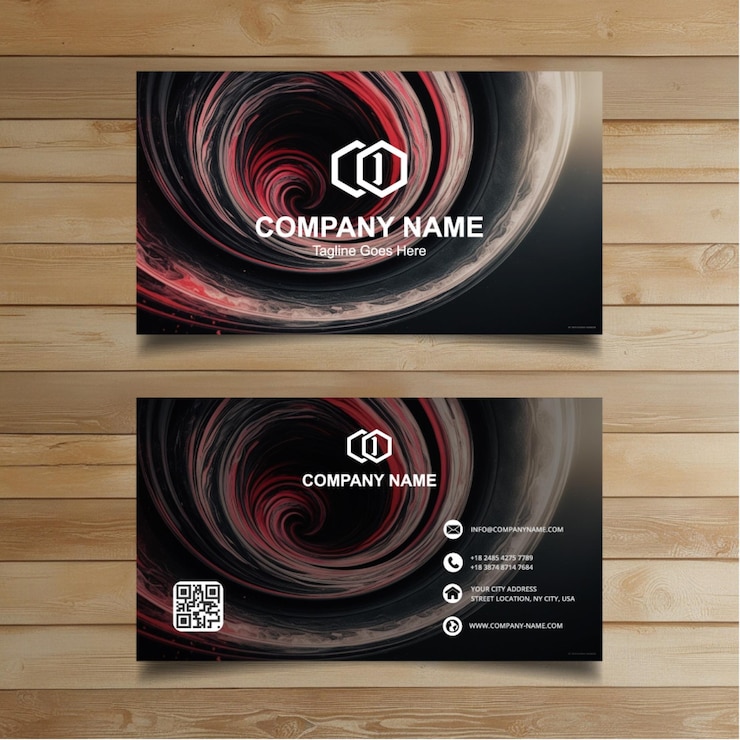 COMPANY NAME
Tagline Goes Here
COMPANY NAME
INFO@COMPANYNAME.COM
+18 2485 4275 7789
+18 3874 8714 7684
YOUR CITY ADDRESS
STREET LOCATION, NY CITY, USA
WWW.COMPANY-NAME.COM